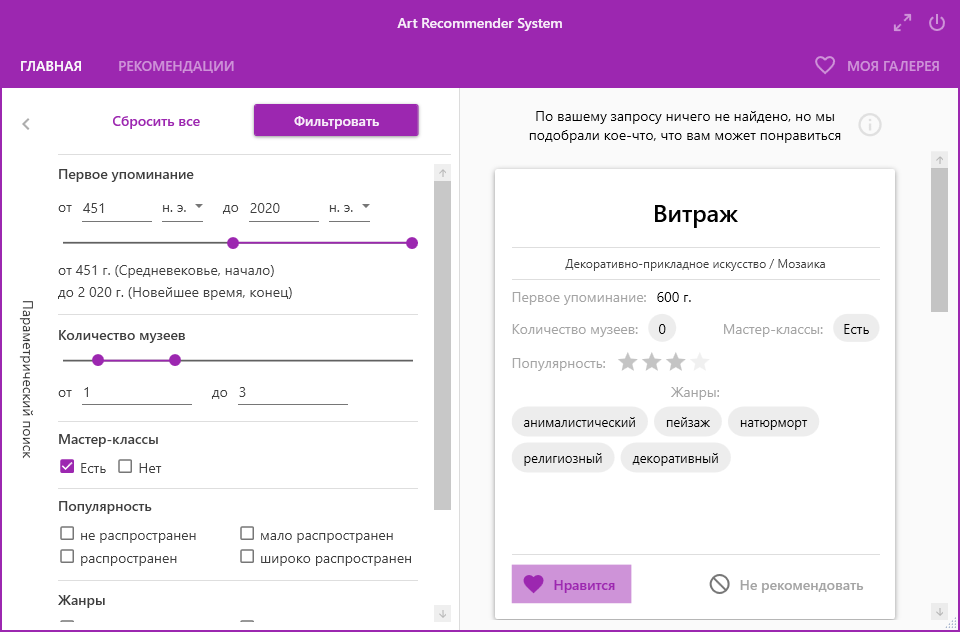 Art Recommender System
ГЛАВНАЯ РЕКОМЕНДАЦИИ МОЯ ГАЛЕРЕЯ
Сбросить все Фильтровать
Параметрический поиск
Первое упоминание
от 451 н. э. до 2020 н. э.
от 451 г. (Средневековье, начало)
до 2 020 г. (Новейшее время, конец)
Количество музеев
от 1 до 3
Мастер-классы
Есть Нет
Популярность
не распространен мало распространен
распространен широко распространен
Жанры
По вашему запросу ничего не найдено, но мы
подобрали кое-что, что вам может понравиться
Витраж
Декоративно-прикладное искусство / Мозаика
Первое упоминание: 600 г.
Количество музеев: 0 Мастер-классы: Есть
Популярность:
Жанры:
анималистический пейзаж натюрморт
религиозный декоративный
Нравится Не рекомендовать